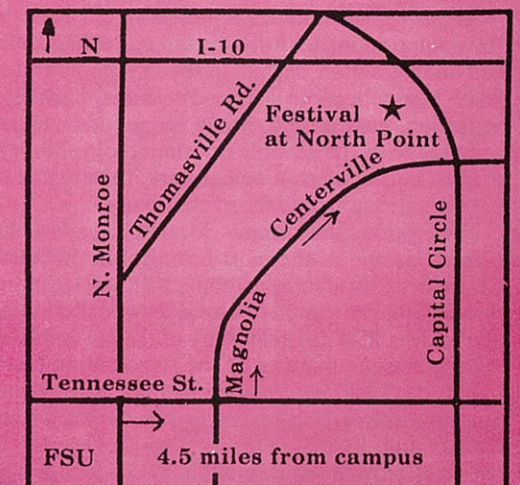 N
I-10
Thomasville Rd.
Festival
at North Point
Centerville
N. Monroe
Capital Circle
Magnolia
Tennessee St.
FSU
4.5 miles from campus